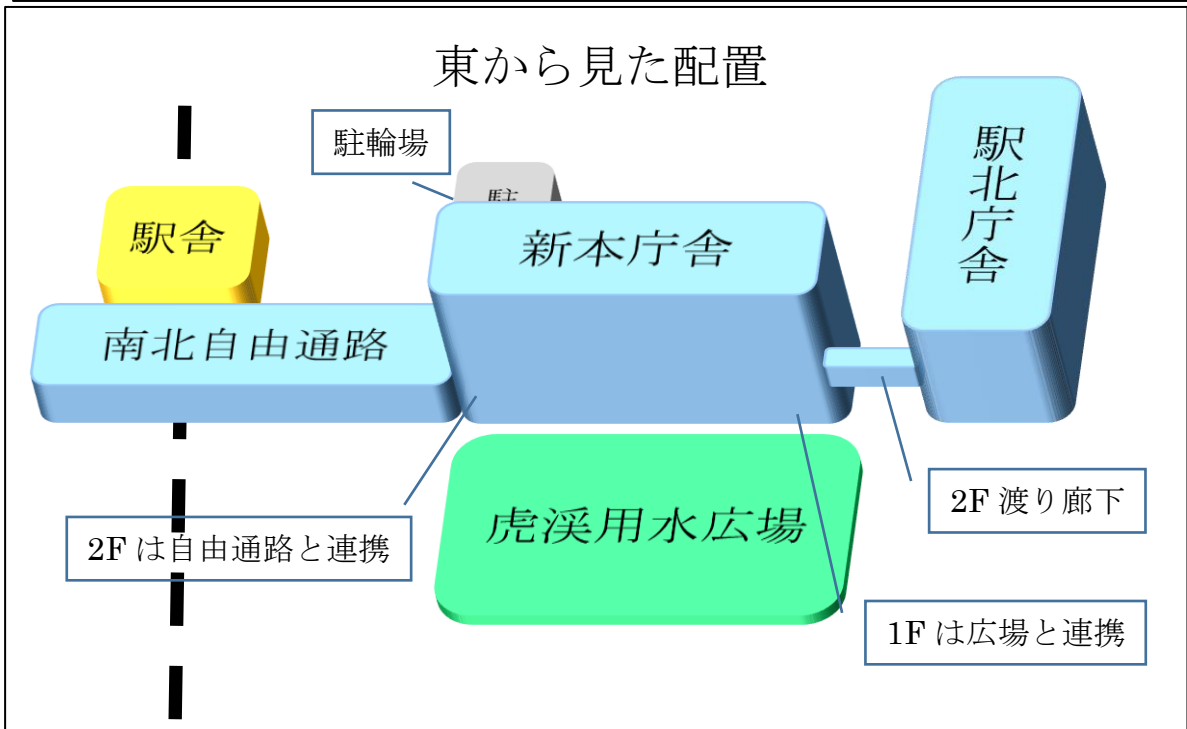 東から見た配置
駐輪場
駅北庁舎
駐
駅舎
新本庁舎
南北自由通路
2F 渡り廊下
虎渓用水広場
2F は自由通路と連携
1F は広場と連携